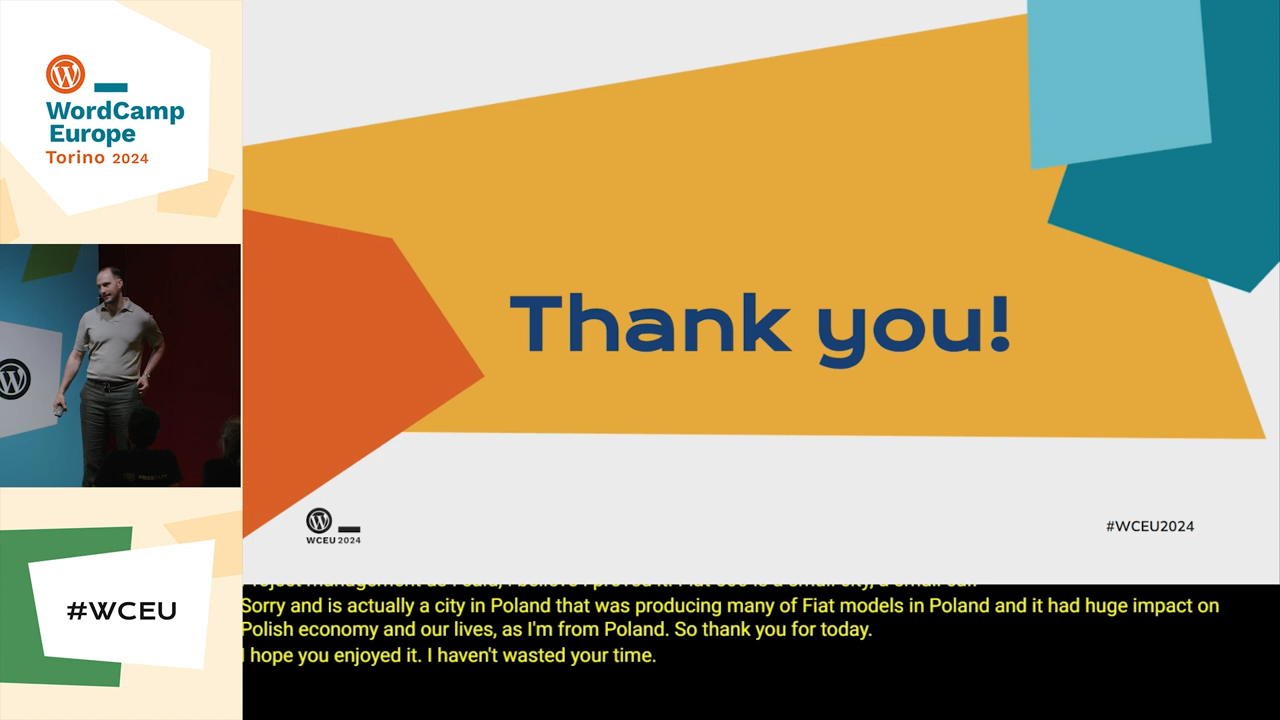 WordCamp
Europe
Torino 2024
Thank you!
WCEU 2024
#WCEU2024
#WCEU
Sorry and is actually a city in Poland that was producing many of Fiat models in Poland and it had huge impact on
Polish economy and our lives, as I'm from Poland. So thank you for today.
I hope you enjoyed it. I haven't wasted your time.